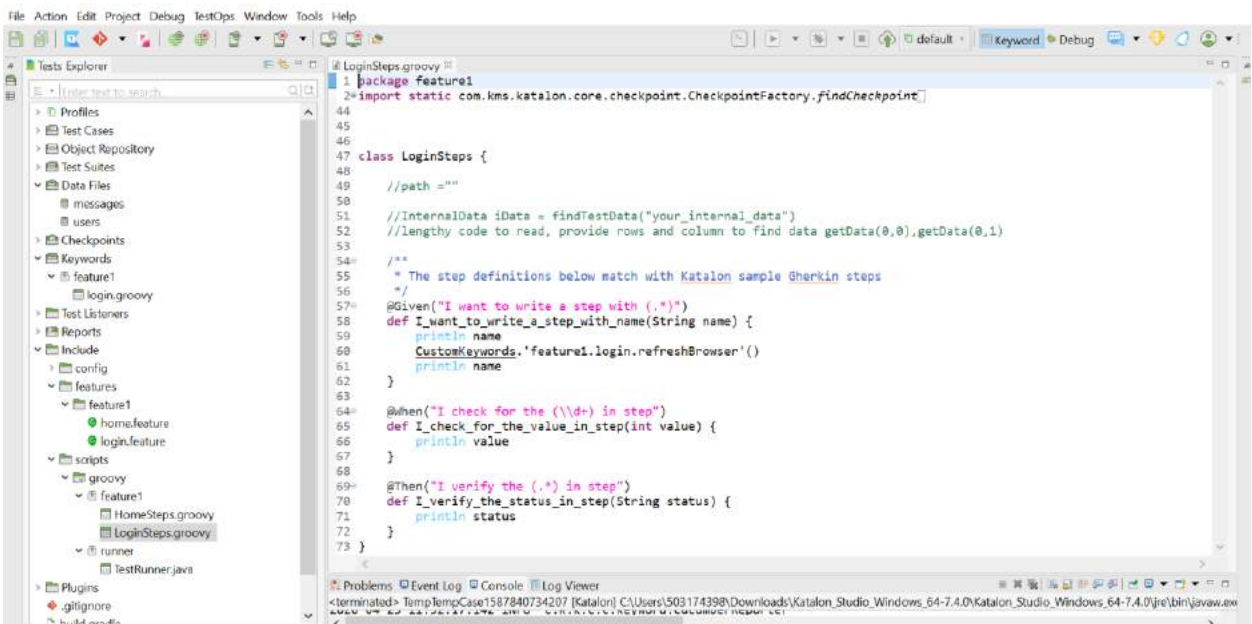 File Action Edit Project Debug TestOps Window Tools Help
default
Keyword
Debug
Tests Explorer
Enter text to search...
Profiles
Test Cases
Object Repository
Test Suites
Data Files
messages
users
Checkpoints
Keywords
feature1
login.groovy
Test Listeners
Reports
Include
config
features
feature1
home.feature
login.feature
scripts
groovy
feature1
HomeSteps.groovy
LoginSteps.groovy
runner
TestRunner.java
Plugins
.gitignore
build.gradle
LoginSteps.groovy
1 package feature1
2 import static com.kms.katalon.core.checkpoint.CheckpointFactory.findCheckpoint
44
45
46
47 class LoginSteps {
48
49 //path =""
50
51 //InternalData iData = findTestData("your_internal_data")
52 //lengthy code to read, provide rows and column to find data getData(0,0),getData(0,1)
53
54 /**
55 * The step definitions below match with Katalon sample Gherkin steps
56 */
57 @Given("I want to write a step with (.*)")
58 def I_want_to_write_a_step_with_name(String name) {
59 println name
60 CustomKeywords.'feature1.login.refreshBrowser'()
61 println name
62 }
63
64 @When("I check for the (\\d+) in step")
65 def I_check_for_the_value_in_step(int value) {
66 println value
67 }
68
69 @Then("I verify the (.*) in step")
70 def I_verify_the_status_in_step(String status) {
71 println status
72 }
73 }
Problems Event Log Console Log Viewer
<terminated> TempTempCase1587840734207 [Katalon] C:\Users\503174398\Downloads\Katalon_Studio_Windows_64-7.4.0\Katalon_Studio_Windows_64-7.4.0\jre\bin\javaw.exe